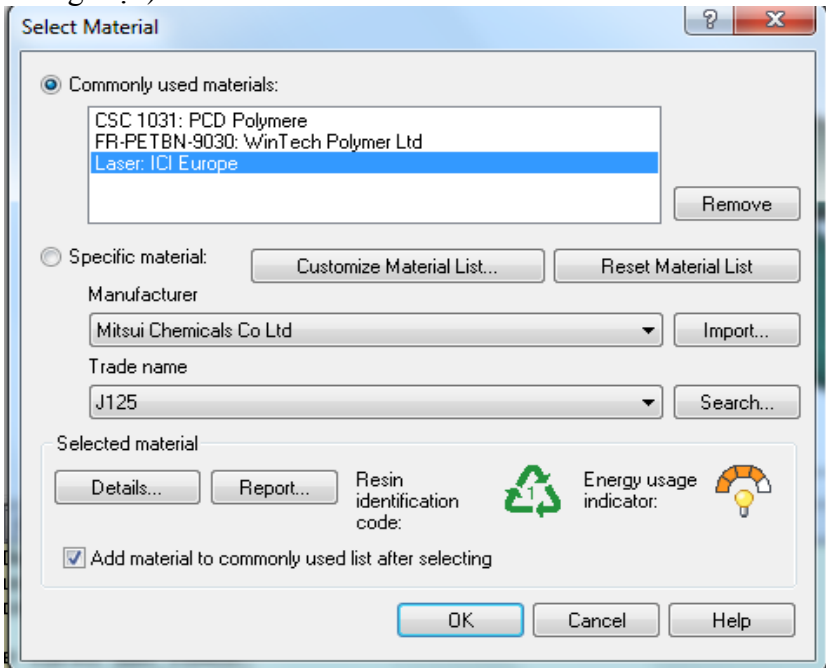 Select Material
?
X
Commonly used materials:
CSC 1031: PCD Polymere
FR-PETBN-9030: WinTech Polymer Ltd
Laser: ICI Europe
Remove
Specific material:
Customize Material List...
Reset Material List
Manufacturer
Mitsui Chemicals Co Ltd
Import...
Trade name
J125
Search...
Selected material
Details...
Report...
Resin
identification
code:
1
Energy usage
indicator:
Add material to commonly used list after selecting
OK
Cancel
Help